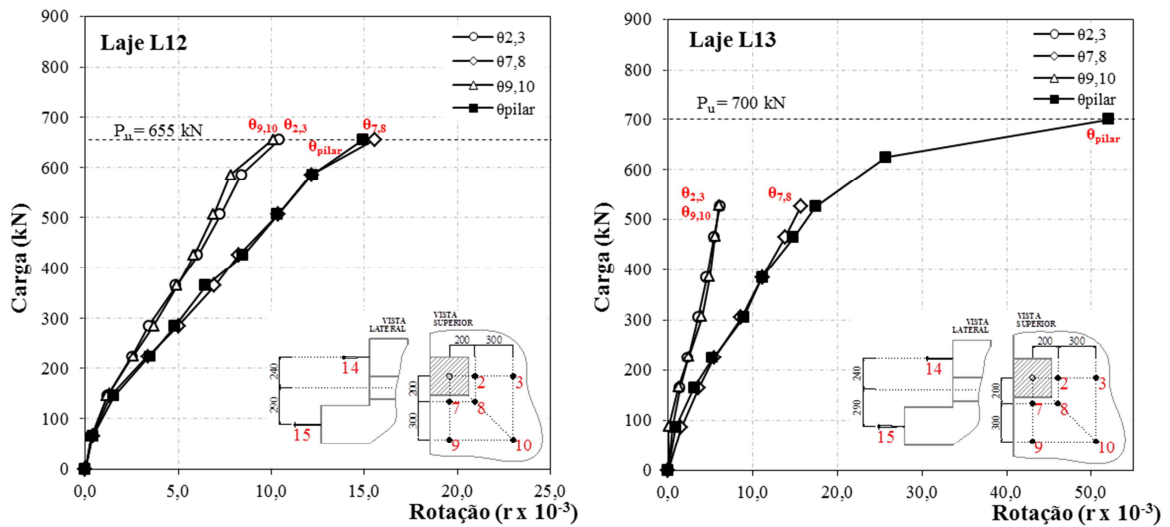 Laje L12
θ2,3
θ7,8
θ9,10
θpilar
900
800
700
600
500
400
300
200
100
0
Carga (kN)
Pu = 655 kN
θ9,10 θ2,3
θ7,8
θpilar
VISTA
LATERAL
VISTA
SUPERIOR
200 300
240
290
14
15
200
300
2
3
7
8
9
10
0,0 5,0 10,0 15,0 20,0 25,0
Rotação (r x 10⁻³)
Laje L13
θ2,3
θ7,8
θ9,10
θpilar
900
800
700
600
500
400
300
200
100
0
Carga (kN)
Pu = 700 kN
θpilar
θ2,3
θ9,10
θ7,8
VISTA
LATERAL
VISTA
SUPERIOR
200 300
240
290
14
15
200
300
2
3
7
8
9
10
0,0 10,0 20,0 30,0 40,0 50,0
Rotação (r x 10⁻³)